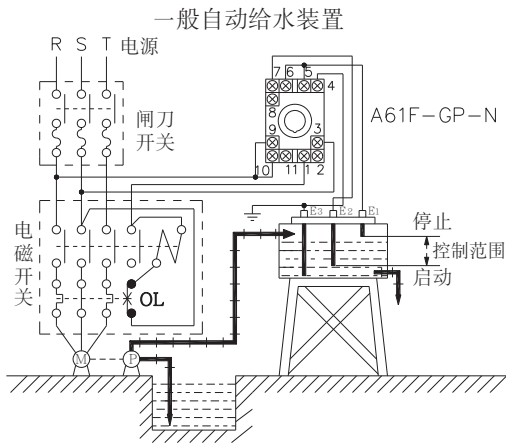 一般自动给水装置
R S T 电源
7 6 5 4
8
9 3
10 11 1 2
A61F-GP-N
闸刀
开关
电
磁
开
关
OL
M P
E3 E2 E1
停止
控制范围
启动